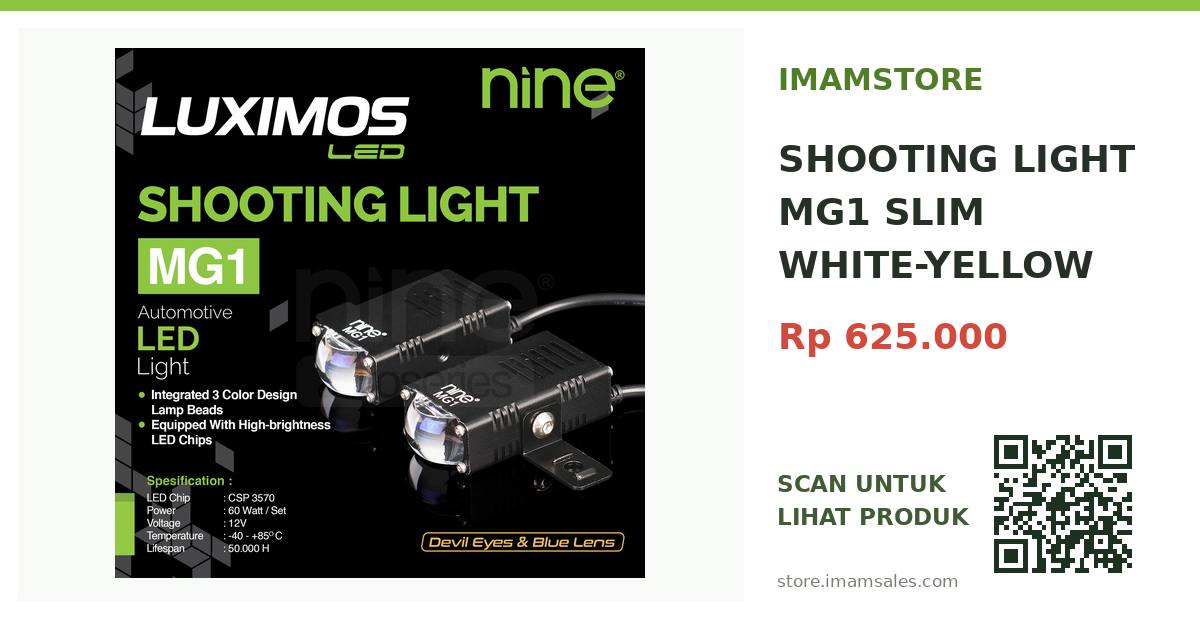 nine®
LUXIMOS
LED
SHOOTING LIGHT
MG1
Automotive
LED
Light
• Integrated 3 Color Design
Lamp Beads
• Equipped With High-brightness
LED Chips
nine®
MG1
nine®
MG1
nine®
Spesification :
LED Chip : CSP 3570
Power : 60 Watt / Set
Voltage : 12V
Temperature : -40 - +85ºC
Lifespan : 50.000 H
Devil Eyes & Blue Lens
IMAMSTORE
SHOOTING LIGHT
MG1 SLIM
WHITE-YELLOW
Rp 625.000
SCAN UNTUK
LIHAT PRODUK
store.imamsales.com